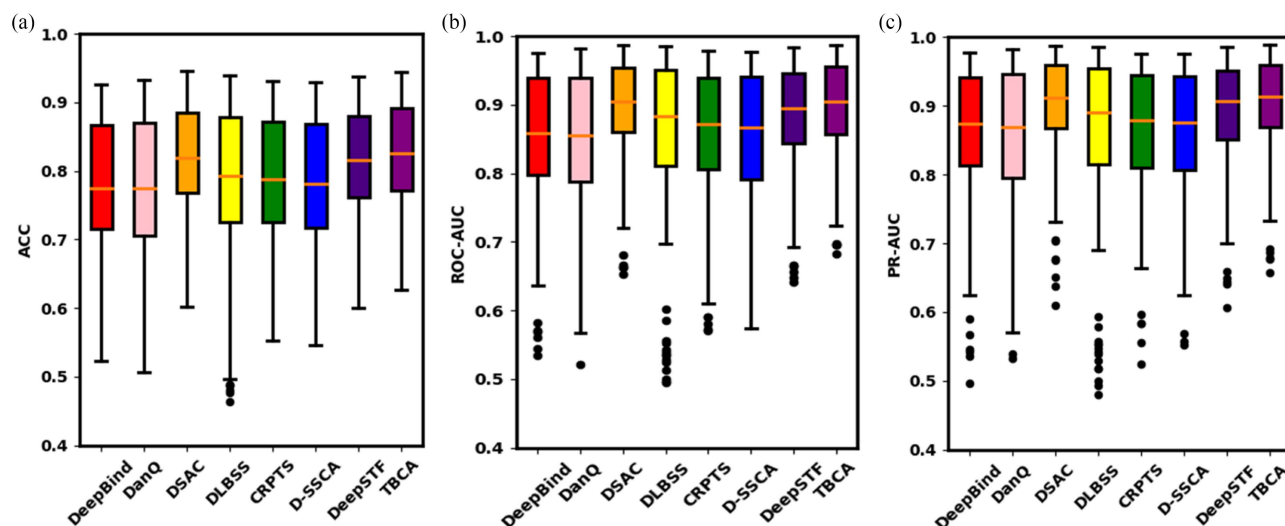 (a)
ACC
1.0
0.9
0.8
0.7
0.6
0.5
0.4
DeepBind
DanQ
DSAC
DLBSS
CRPTS
D-SSCA
DeepSTF
TBCA
(b)
ROC-AUC
1.0
0.9
0.8
0.7
0.6
0.5
0.4
DeepBind
DanQ
DSAC
DLBSS
CRPTS
D-SSCA
DeepSTF
TBCA
(c)
PR-AUC
1.0
0.9
0.8
0.7
0.6
0.5
0.4
DeepBind
DanQ
DSAC
DLBSS
CRPTS
D-SSCA
DeepSTF
TBCA